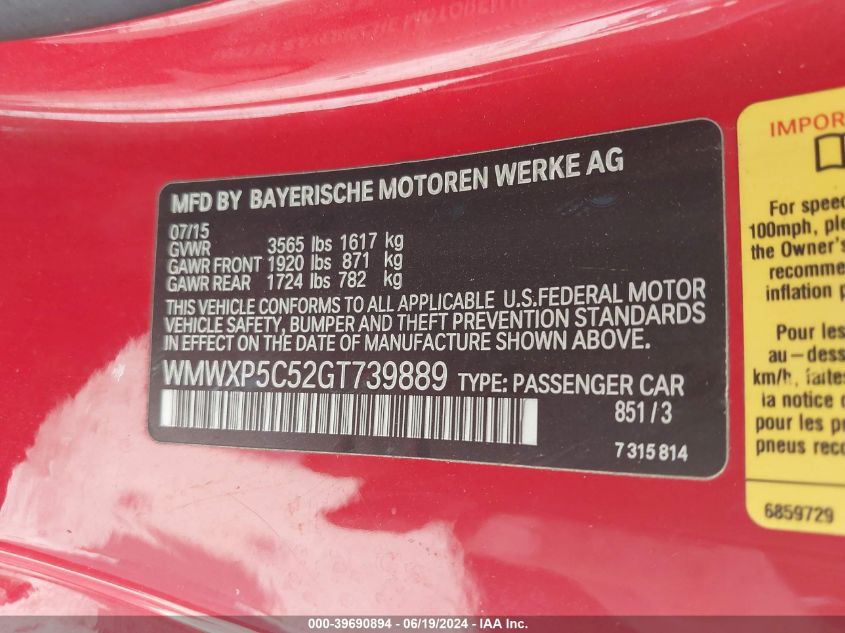 MFD BY BAYERISCHE MOTOREN WERKE AG
07/15
GVWR 3565 lbs 1617 kg
GAWR FRONT 1920 lbs 871 kg
GAWR REAR 1724 lbs 782 kg
THIS VEHICLE CONFORMS TO ALL APPLICABLE U.S.FEDERAL MOTOR
VEHICLE SAFETY, BUMPER AND THEFT PREVENTION STANDARDS
IN EFFECT ON THE DATE OF MANUFACTURE SHOWN ABOVE.
WMWXP5C52GT739889 TYPE: PASSENGER CAR
851/3
7 315 814
IMPOR
For speed
100mph, ple
the Owner's
recomme
inflation p
Pour les
au-dess
km/h, faites
la notice d
pour les p
pneus reco
6859729
000-39690894 - 06/19/2024 - IAA Inc.